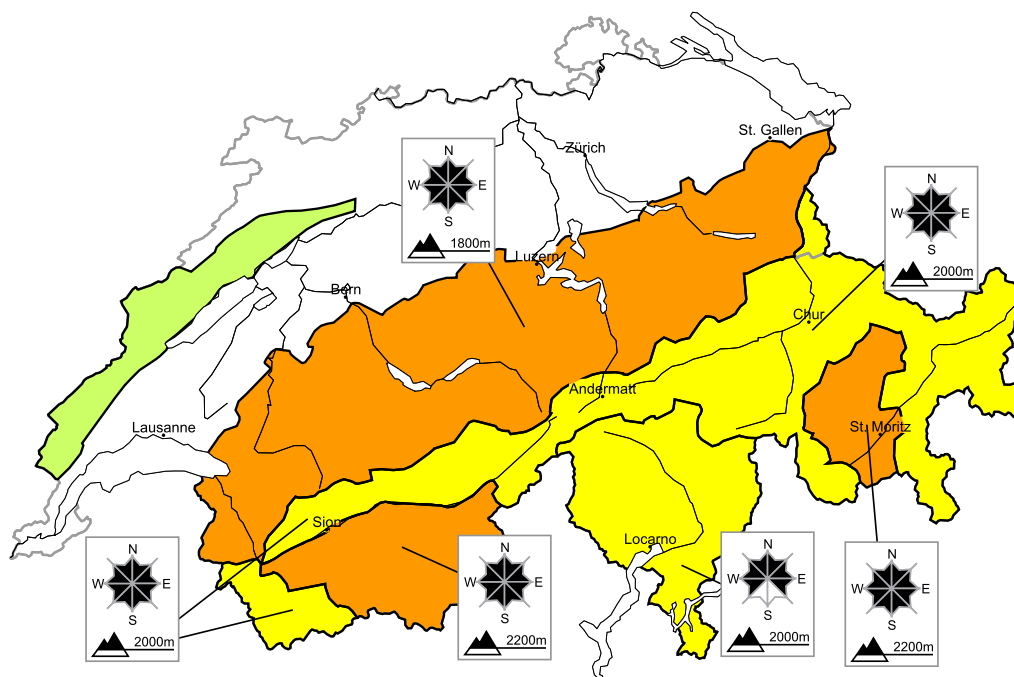 St. Gallen
Zürich
N
W E
S
1800m
N
W E
S
2000m
Luzern
Bern
Chur
Andermatt
Lausanne
St. Moritz
Sion
Locarno
N
W E
S
2000m
N
W E
S
2200m
N
W E
S
2000m
N
W E
S
2200m